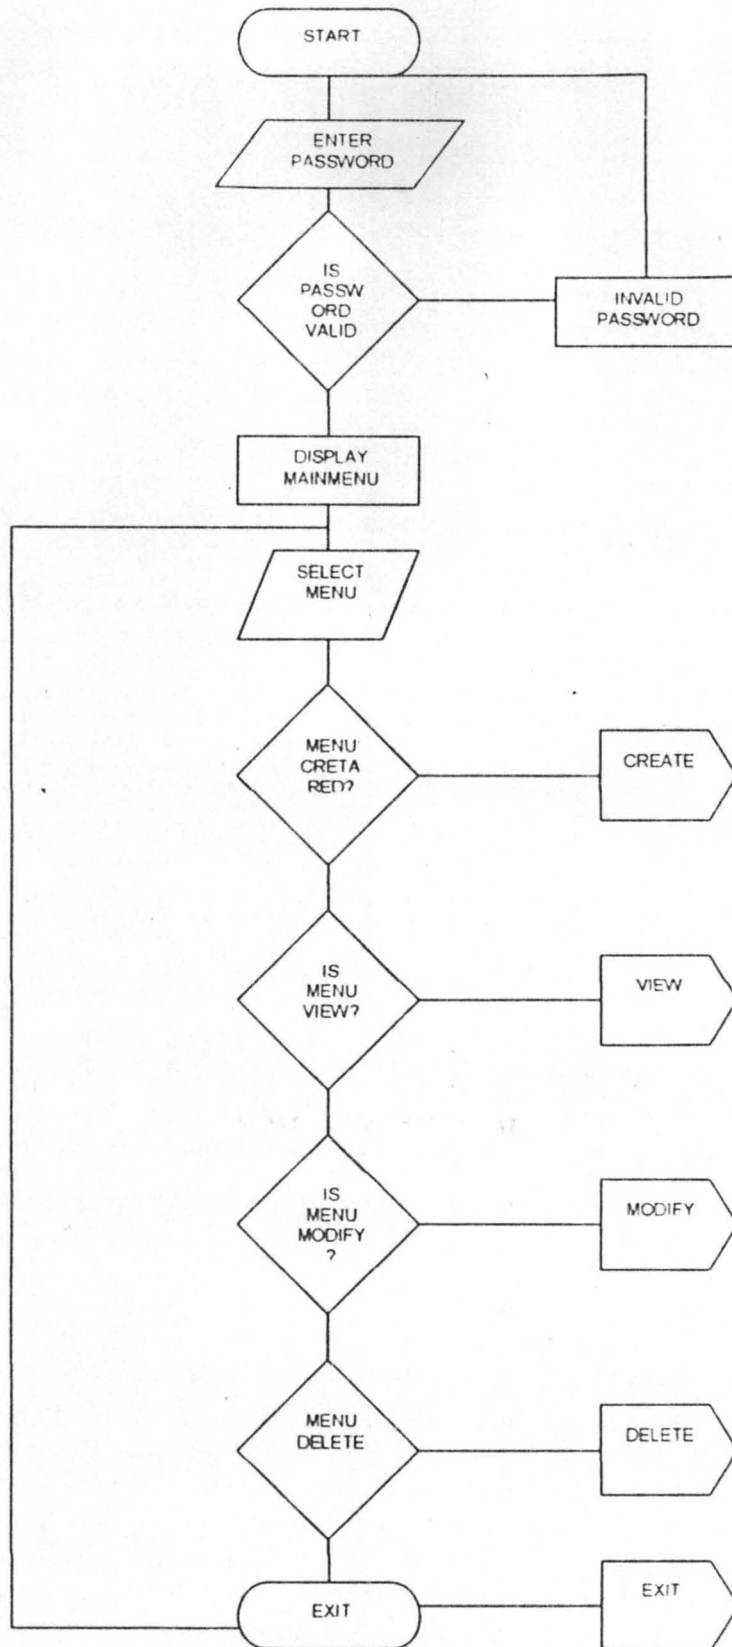 START
ENTER
PASSWORD
IS
PASSW
ORD
VALID
INVALID
PASSWORD
DISPLAY
MAINMENU
SELECT
MENU
MENU
CRETA
RED?
CREATE
IS
MENU
VIEW?
VIEW
IS
MENU
MODIFY
?
MODIFY
MENU
DELETE
DELETE
EXIT
EXIT